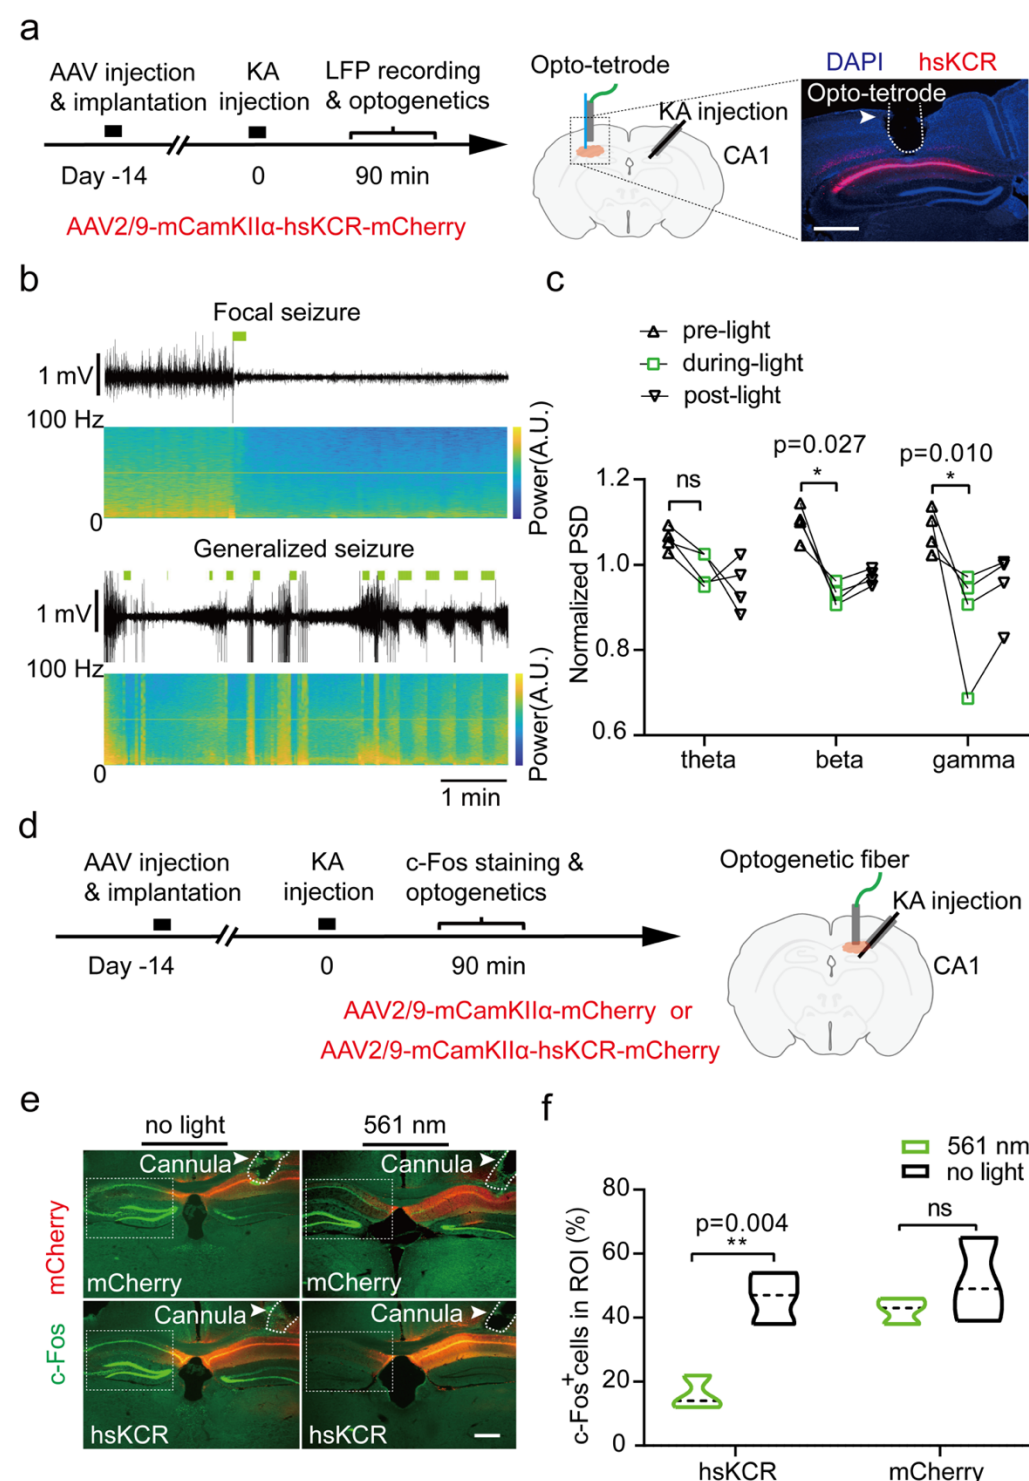 a
AAV injection
& implantation
KA
injection
LFP recording
& optogenetics
Day -14
0
90 min
AAV2/9-mCamKIIα-hsKCR-mCherry
Opto-tetrode
KA injection
CA1
DAPI hsKCR
Opto-tetrode
b
Focal seizure
1 mV
100 Hz
0
Power(A.U.)
Generalized seizure
1 mV
100 Hz
0
Power(A.U.)
1 min
c
pre-light
during-light
post-light
p=0.027
p=0.010
ns
*
*
Normalized PSD
1.2
1.0
0.8
0.6
theta
beta
gamma
d
AAV injection
& implantation
KA
injection
c-Fos staining &
optogenetics
Day -14
0
90 min
AAV2/9-mCamKIIα-mCherry or
AAV2/9-mCamKIIα-hsKCR-mCherry
Optogenetic fiber
KA injection
CA1
e
no light
561 nm
c-Fos mCherry
Cannula
mCherry
Cannula
mCherry
Cannula
hsKCR
Cannula
hsKCR
f
561 nm
no light
p=0.004
**
ns
c-Fos+cells in ROI (%)
80
60
40
20
0
hsKCR
mCherry